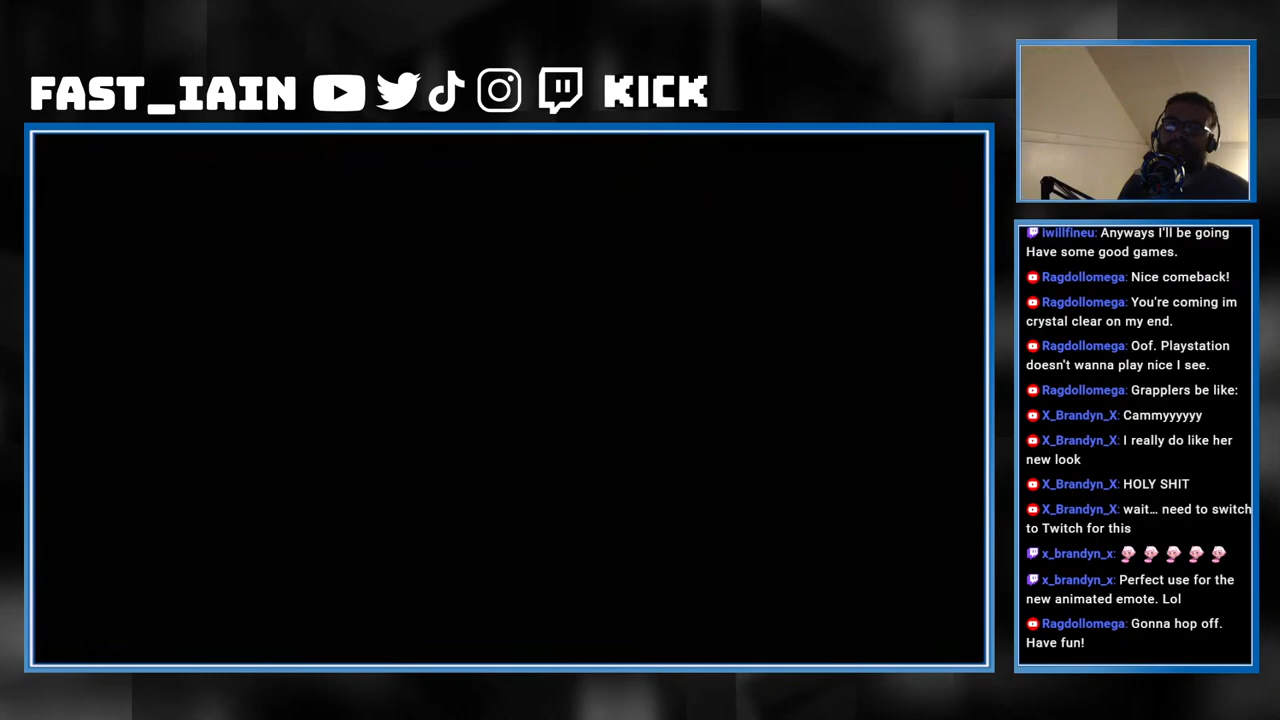 FAST_IAIN KICK
lwillfineu: Anyways I'll be going
Have some good games.
Ragdollomega: Nice comeback!
Ragdollomega: You're coming im
crystal clear on my end.
Ragdollomega: Oof. Playstation
doesn't wanna play nice I see.
Ragdollomega: Grapplers be like:
X_Brandyn_X: Cammyyyyyy
X_Brandyn_X: I really do like her
new look
X_Brandyn_X: HOLY SHIT
X_Brandyn_X: wait… need to switch
to Twitch for this
x_brandyn_x:
x_brandyn_x: Perfect use for the
new animated emote. Lol
Ragdollomega: Gonna hop off.
Have fun!